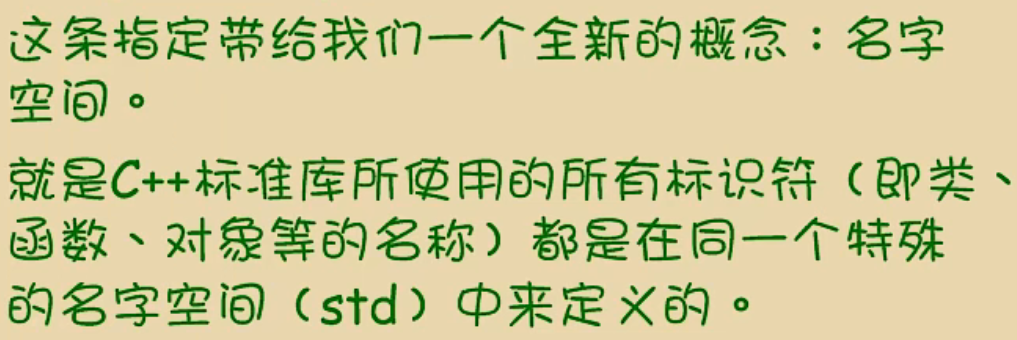 这条指定带给我们一个全新的概念：名字
空间。
就是C++标准库所使用的所有标识符（即类、
函数、对象等的名称）都是在同一个特殊
的名字空间（std）中来定义的。